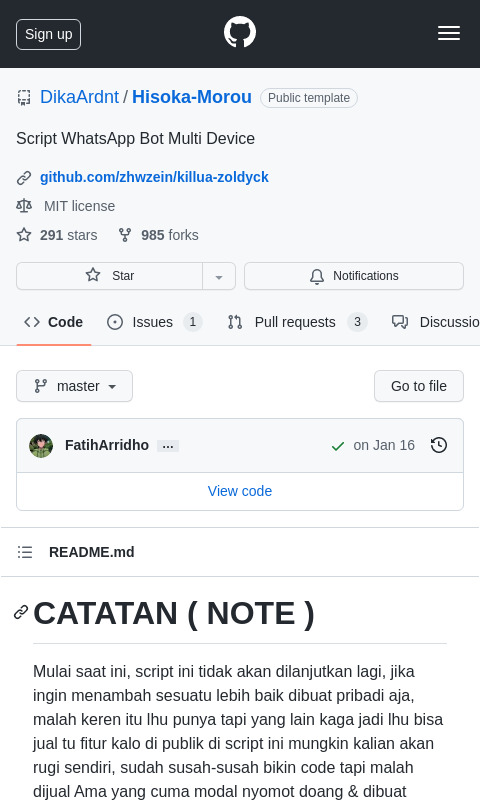 Sign up
DikaArdnt / Hisoka-Morou Public template
Script WhatsApp Bot Multi Device
github.com/zhwzein/killua-zoldyck
MIT license
291 stars 985 forks
Star Notifications
Code Issues 1 Pull requests 3 Discussio
master Go to file
FatihArridho ... on Jan 16
View code
README.md
CATATAN ( NOTE )
Mulai saat ini, script ini tidak akan dilanjutkan lagi, jika
ingin menambah sesuatu lebih baik dibuat pribadi aja,
malah keren itu lhu punya tapi yang lain kaga jadi lhu bisa
jual tu fitur kalo di publik di script ini mungkin kalian akan
rugi sendiri, sudah susah-susah bikin code tapi malah
dijual Ama yang cuma modal nyomot doang & dibuat